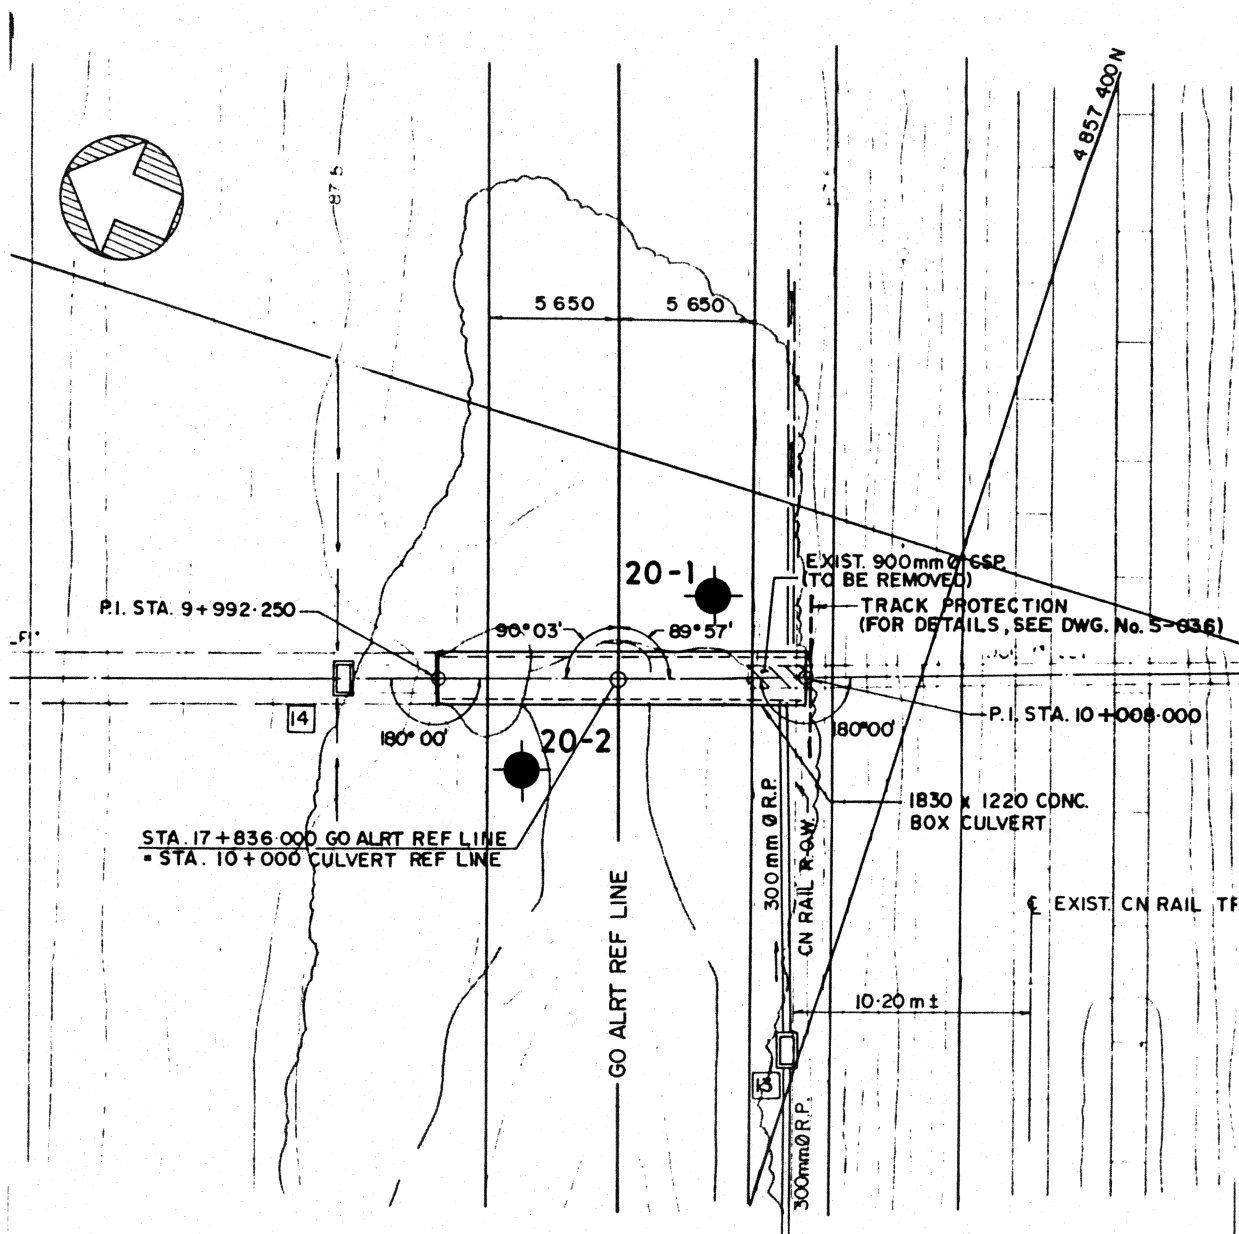 4 857 400 N
87.5
5 650
5 650
20-1
EXIST. 900mm Ø CSP
(TO BE REMOVED)
P.I. STA. 9+992·250
TRACK PROTECTION
(FOR DETAILS, SEE DWG. No. S-036)
90° 03'
89° 57'
14
180° 00'
20-2
180°00'
P.I. STA. 10+008·000
1830 x 1220 CONC.
BOX CULVERT
STA. 17+836·000 GO ALRT REF LINE
= STA. 10+000 CULVERT REF LINE
300mm Ø R.P.
CN RAIL R.O.W.
GO ALRT REF LINE
℄ EXIST. CN RAIL
10·20 m ±
13
300mm Ø R.P.